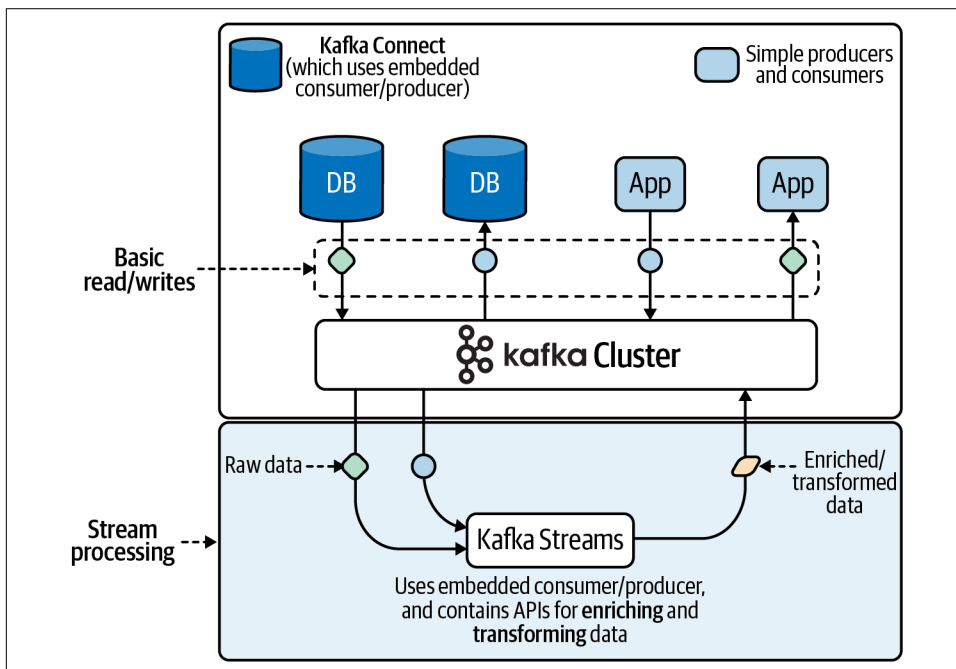 Kafka Connect
(which uses embedded
consumer/producer)
Simple producers
and consumers
DB
DB
App
App
Basic
read/writes
kafka Cluster
Raw data
Enriched/
transformed
data
Stream
processing
Kafka Streams
Uses embedded consumer/producer,
and contains APIs for enriching and
transforming data